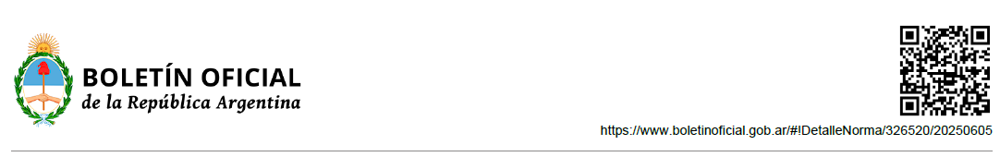 BOLETÍN OFICIAL
de la República Argentina
https://www.boletinoficial.gob.ar/#!DetalleNorma/326520/20250605